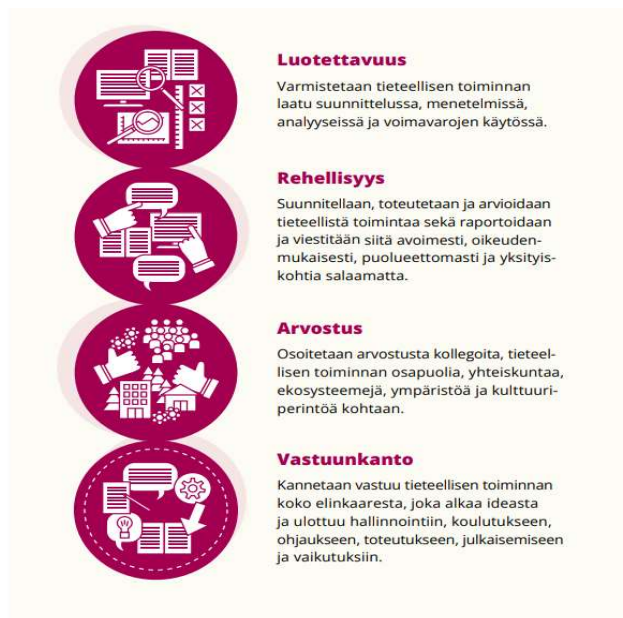 Luotettavuus
Varmistetaan tieteellisen toiminnan
laatu suunnittelussa, menetelmissä,
analyyseissä ja voimavarojen käytössä.
Rehellisyys
Suunnitellaan, toteutetaan ja arvioidaan
tieteellistä toimintaa sekä raportoidaan
ja viestitään siitä avoimesti, oikeuden-
mukaisesti, puolueettomasti ja yksityis-
kohtia salaamatta.
Arvostus
Osoitetaan arvostusta kollegoita, tieteel-
lisen toiminnan osapuolia, yhteiskuntaa,
ekosysteemejä, ympäristöä ja kulttuuri-
perintöä kohtaan.
Vastuunkanto
Kannetaan vastuu tieteellisen toiminnan
koko elinkaaresta, joka alkaa ideasta
ja ulottuu hallinnointiin, koulutukseen,
ohjaukseen, toteutukseen, julkaisemiseen
ja vaikutuksiin.